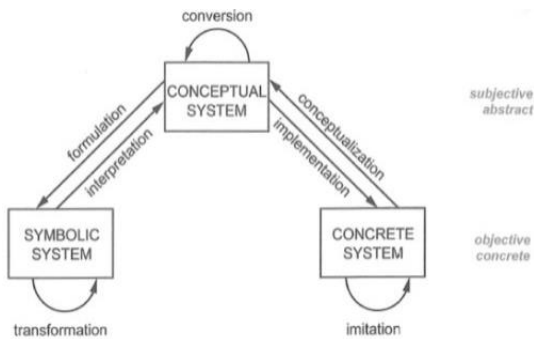 conversion
CONCEPTUAL
SYSTEM
subjective
abstract
formulation
interpretation
implementation
conceptualization
SYMBOLIC
SYSTEM
CONCRETE
SYSTEM
objective
concrete
transformation
imitation